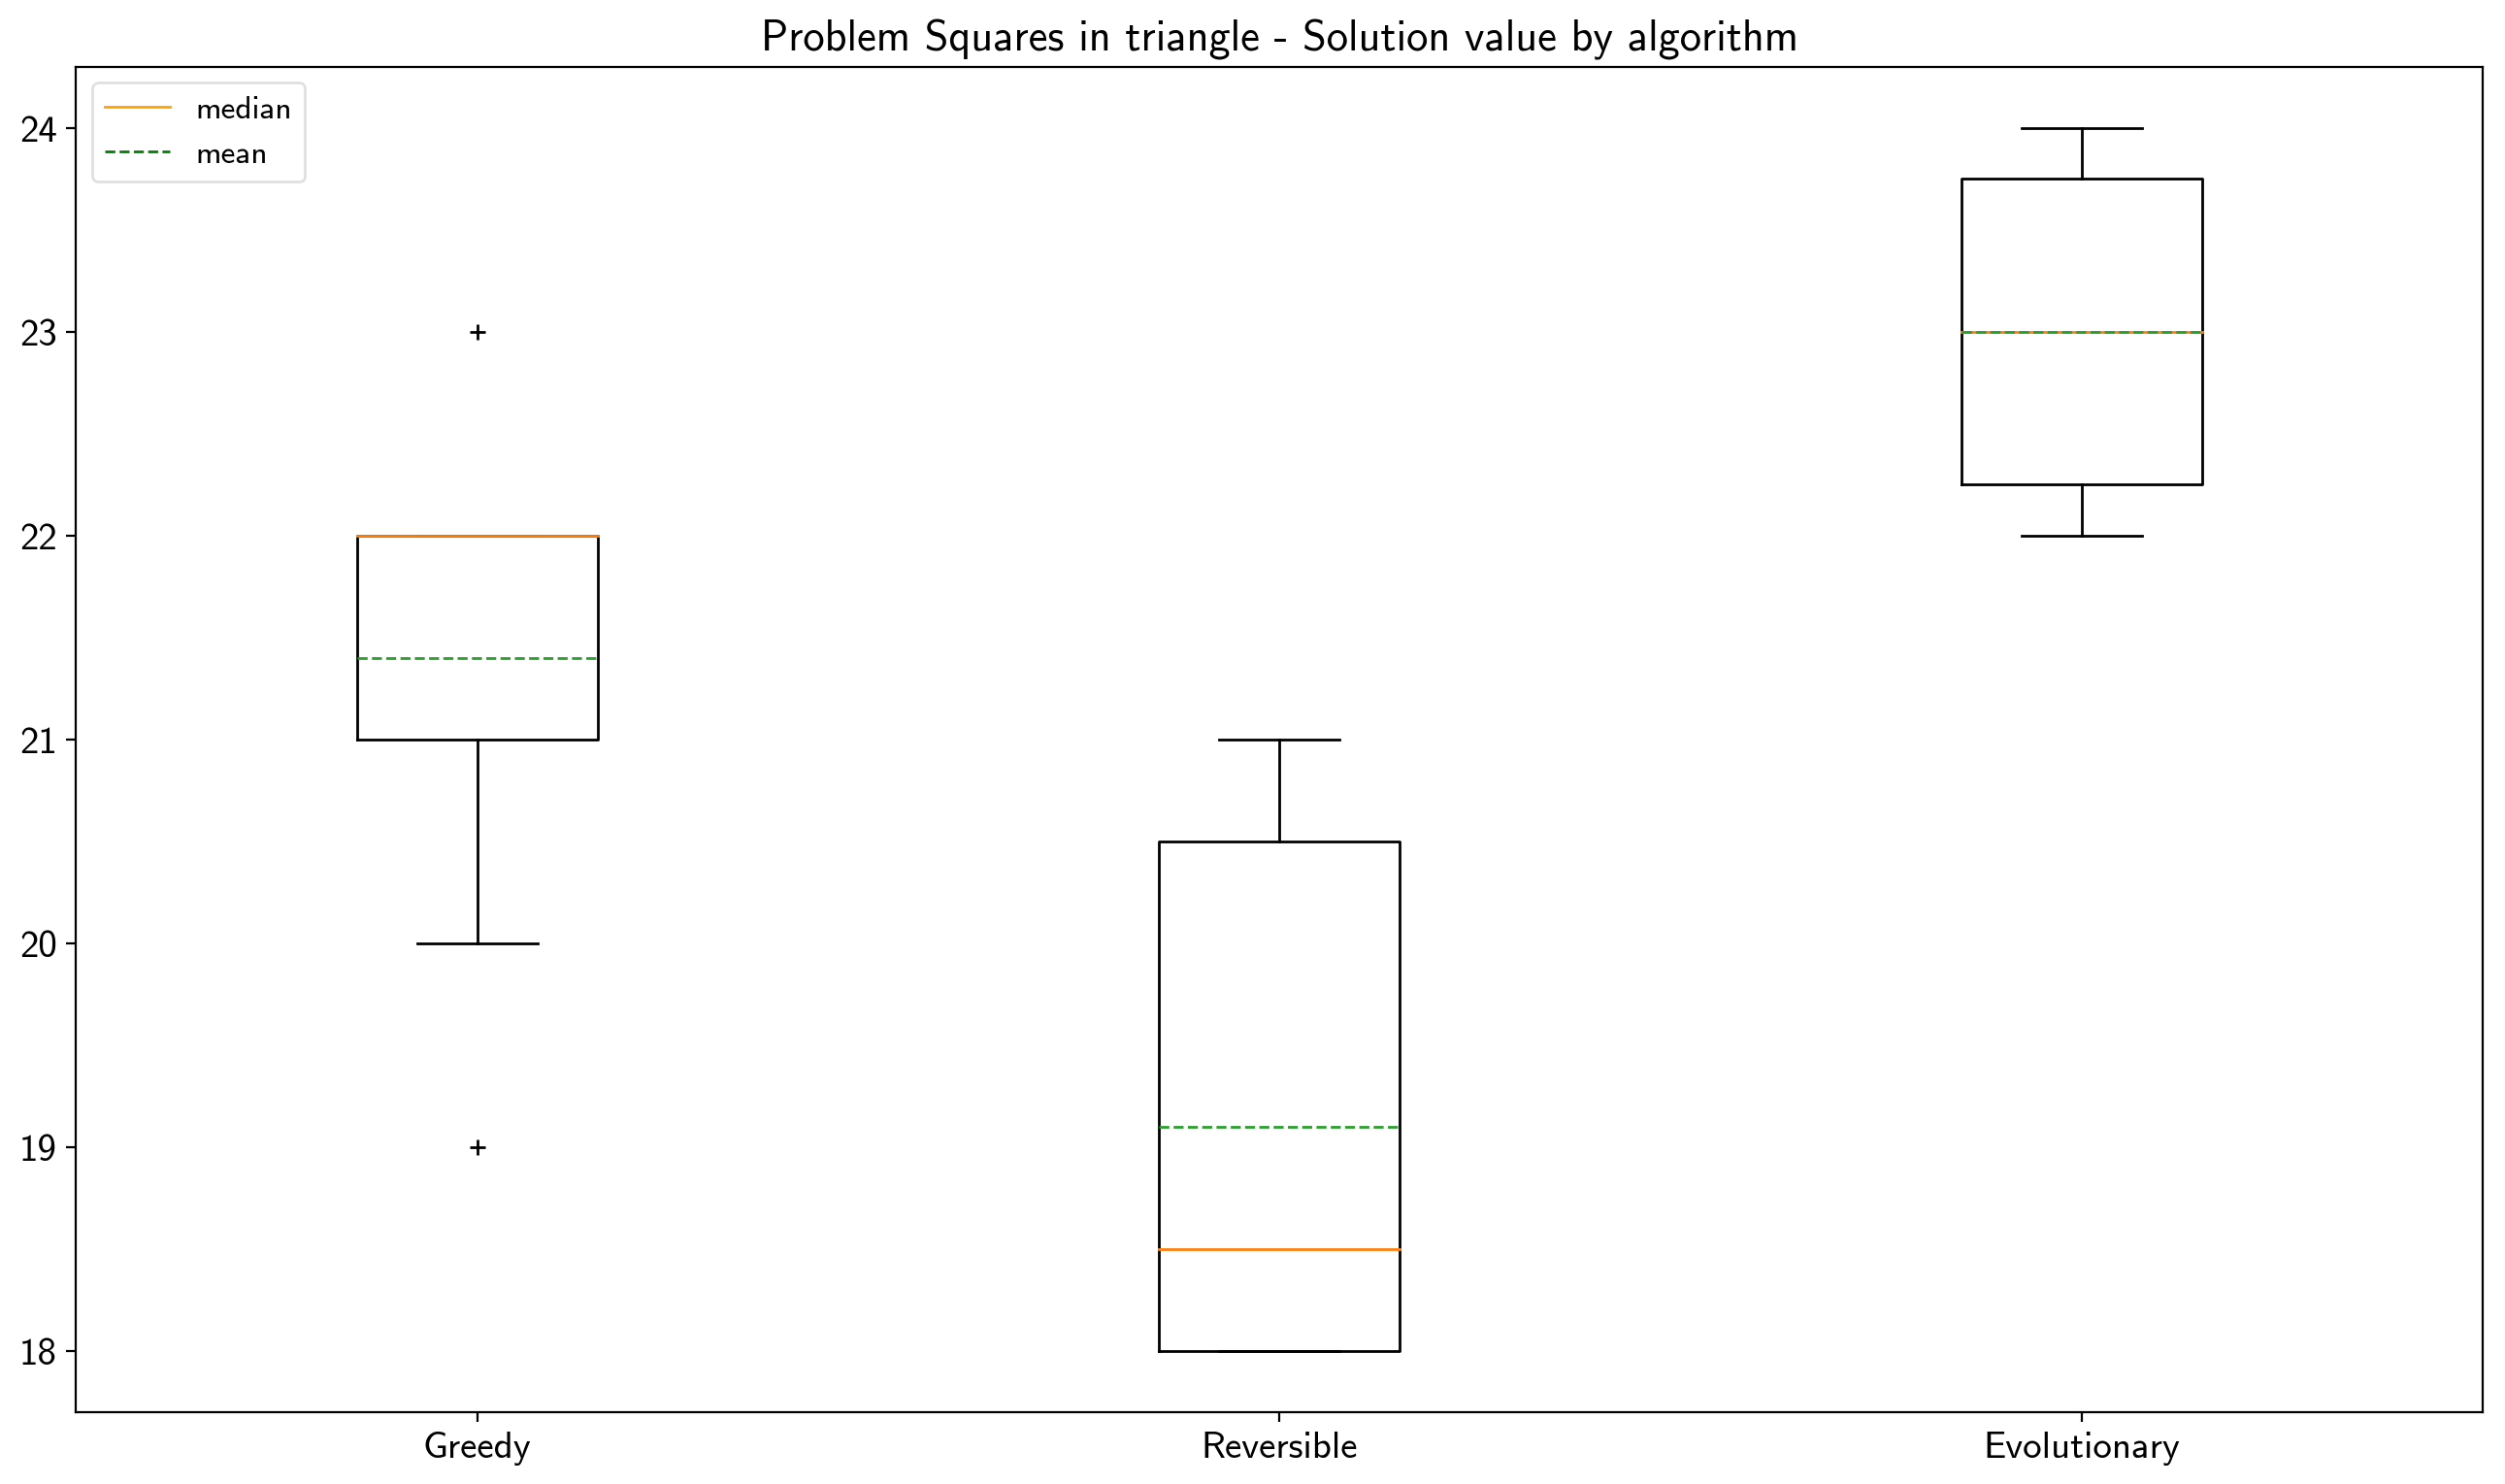 Problem Squares in triangle - Solution value by algorithm
median
mean
24
23
22
21
20
19
18
Greedy Reversible Evolutionary